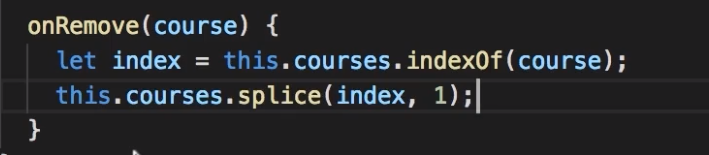 onRemove(course) {
let index = this.courses.indexOf(course);
this.courses.splice(index, 1);
}